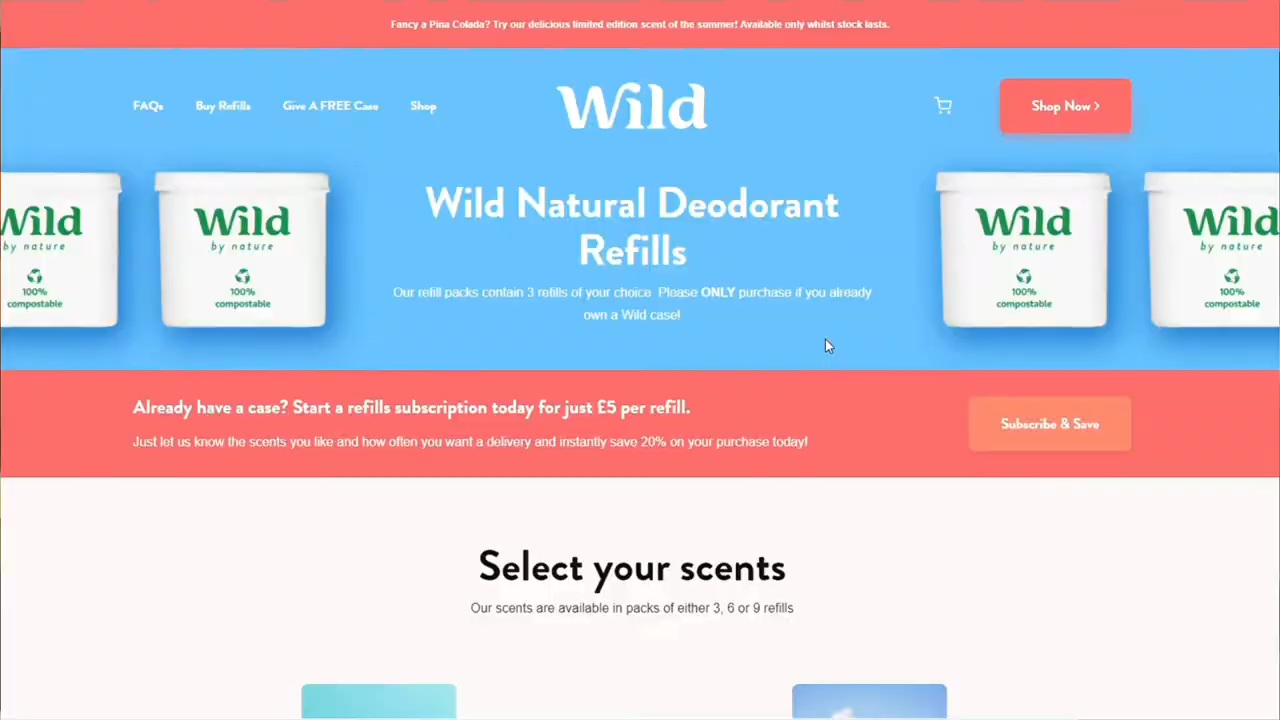 Fancy a Pina Colada? Try our delicious limited edition scent of the summer! Available only whilst stock lasts.
FAQs
Buy Refills
Give A FREE Case
Shop
Wild
Shop Now >
Wild Natural Deodorant
Refills
Our refill packs contain 3 refills of your choice. Please ONLY purchase if you already
own a Wild case!
Wild
by nature
100%
compostable
Wild
by nature
100%
compostable
Wild
by nature
100%
compostable
Wild
by nature
100%
compostable
Already have a case? Start a refills subscription today for just £5 per refill.
Just let us know the scents you like and how often you want a delivery and instantly save 20% on your purchase today!
Subscribe & Save
Select your scents
Our scents are available in packs of either 3, 6 or 9 refills